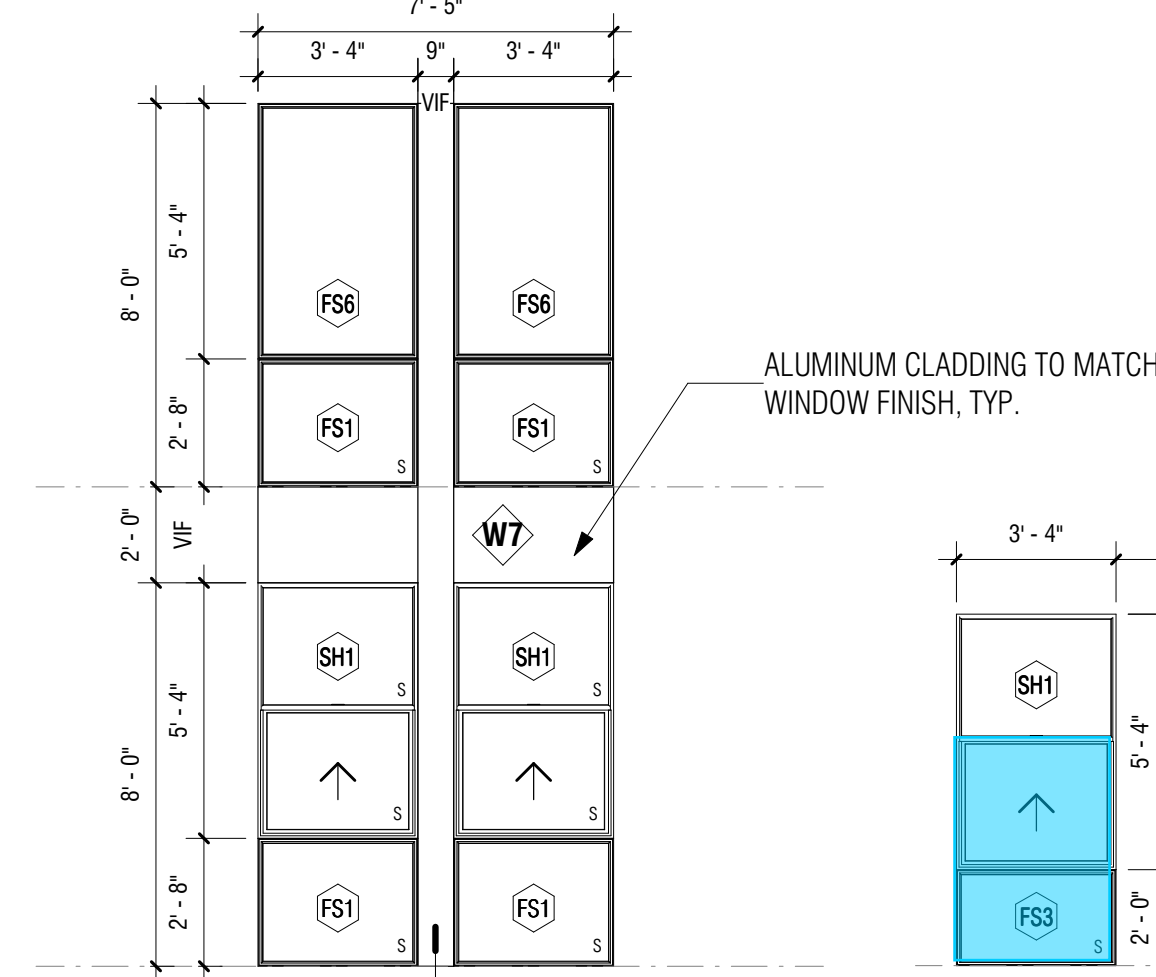 7' - 5"
3' - 4" 9" 3' - 4"
VIF
8' - 0"
5' - 4"
FS6 FS6
ALUMINUM CLADDING TO MATCH
WINDOW FINISH, TYP.
2' - 8"
FS1 FS1
S S
2' - 0"
VIF
W7
3' - 4"
8' - 0"
5' - 4"
SH1 SH1
S S
S S
2' - 8"
FS1 FS1
S S
SH1
5' - 4"
FS3
S
2' - 0"